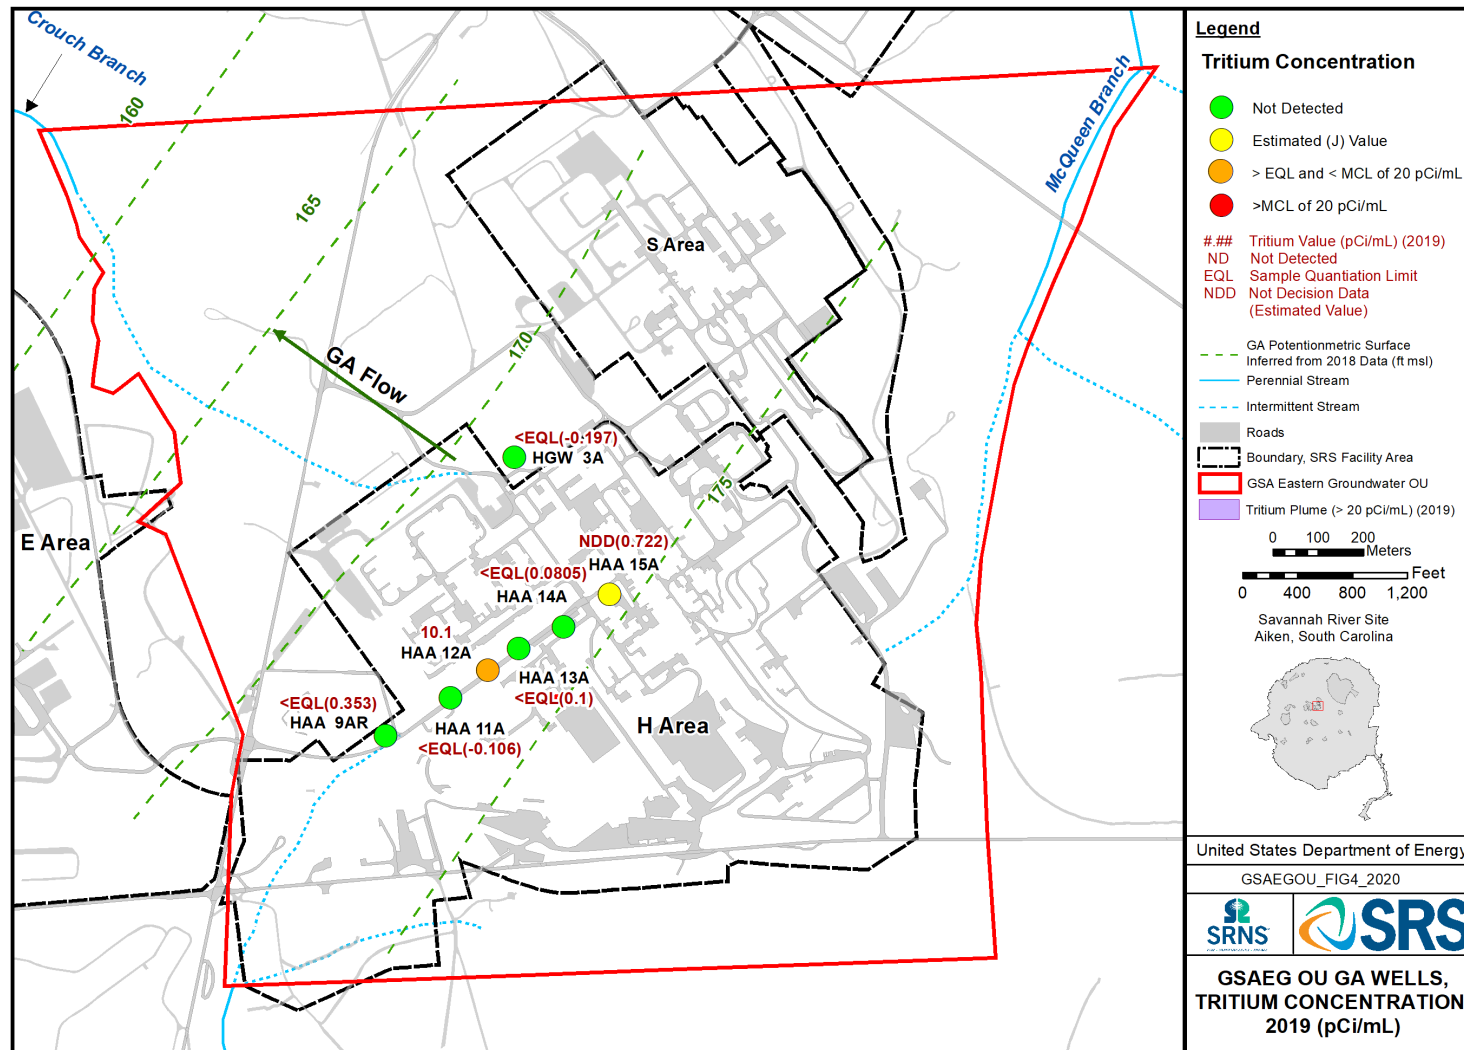 Crouch Branch
160
165
170
175
GA Flow
McQueen Branch
S Area
E Area
H Area
<EQL(-0.197)
HGW 3A
NDD(0.722)
HAA 15A
<EQL(0.0805)
HAA 14A
10.1
HAA 12A
HAA 13A
<EQL(0.1)
<EQL(0.353)
HAA 9AR
HAA 11A
<EQL(-0.106)
Legend
Tritium Concentration
Not Detected
Estimated (J) Value
> EQL and < MCL of 20 pCi/mL
>MCL of 20 pCi/mL
#.## Tritium Value (pCi/mL) (2019)
ND Not Detected
EQL Sample Quantiation Limit
NDD Not Decision Data
(Estimated Value)
GA Potentionmetric Surface
Inferred from 2018 Data (ft msl)
Perennial Stream
Intermittent Stream
Roads
Boundary, SRS Facility Area
GSA Eastern Groundwater OU
Tritium Plume (> 20 pCi/mL) (2019)
0 100 200
Meters
Feet
0 400 800 1,200
Savannah River Site
Aiken, South Carolina
United States Department of Energy
GSAEGOU_FIG4_2020
SRNS
SRS
GSAEG OU GA WELLS,
TRITIUM CONCENTRATION
2019 (pCi/mL)